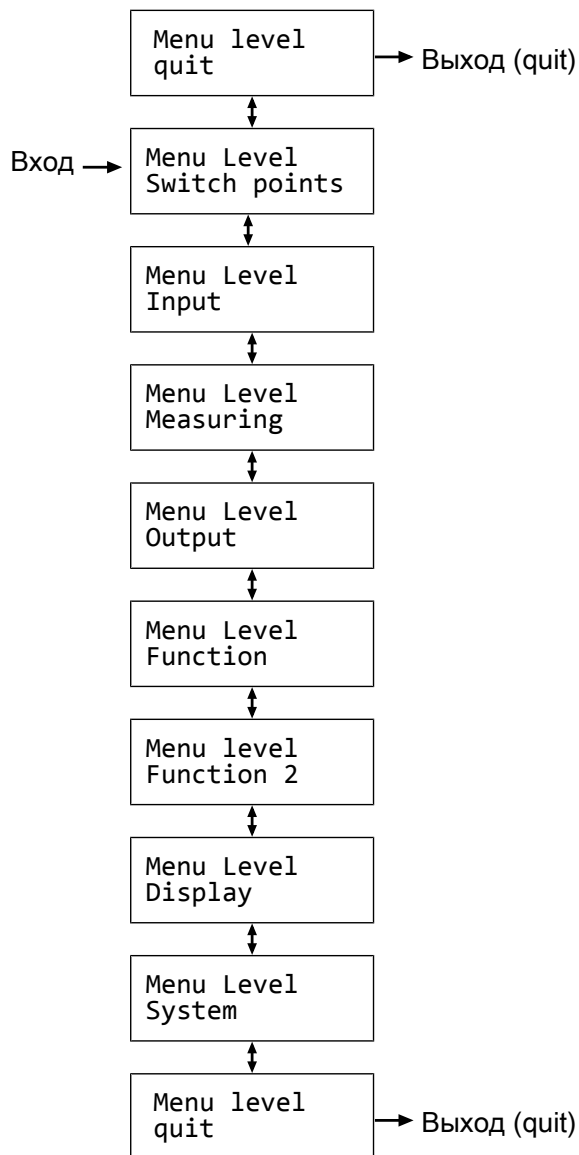 Menu level
quit
Выход (quit)
Вход
Menu Level
Switch points
Menu Level
Input
Menu Level
Measuring
Menu Level
Output
Menu Level
Function
Menu level
Function 2
Menu Level
Display
Menu Level
System
Menu level
quit
Выход (quit)